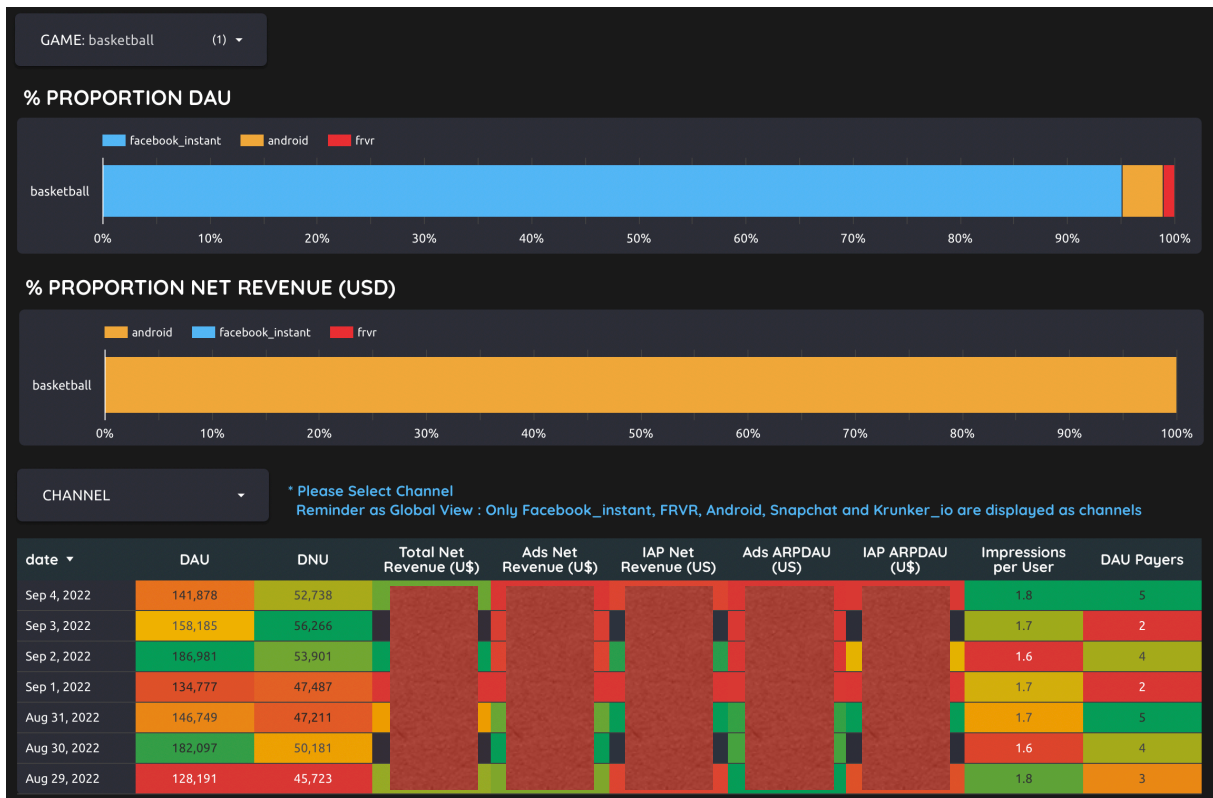 GAME: basketball (1)
% PROPORTION DAU
facebook_instant android frvr
basketball
0% 10% 20% 30% 40% 50% 60% 70% 80% 90% 100%
% PROPORTION NET REVENUE (USD)
android facebook_instant frvr
basketball
0% 10% 20% 30% 40% 50% 60% 70% 80% 90% 100%
CHANNEL
* Please Select Channel
Reminder as Global View : Only Facebook_instant, FRVR, Android, Snapchat and Krunker_io are displayed as channels
date DAU DNU Total Net Revenue (U$) Ads Net Revenue (U$) IAP Net Revenue (US) Ads ARPDAU (US) IAP ARPDAU (U$) Impressions per User DAU Payers
Sep 4, 2022 141,878 52,738 1.8 5
Sep 3, 2022 158,185 56,266 1.7 2
Sep 2, 2022 186,981 53,901 1.6 4
Sep 1, 2022 134,777 47,487 1.7 2
Aug 31, 2022 146,749 47,211 1.7 5
Aug 30, 2022 182,097 50,181 1.6 4
Aug 29, 2022 128,191 45,723 1.8 3